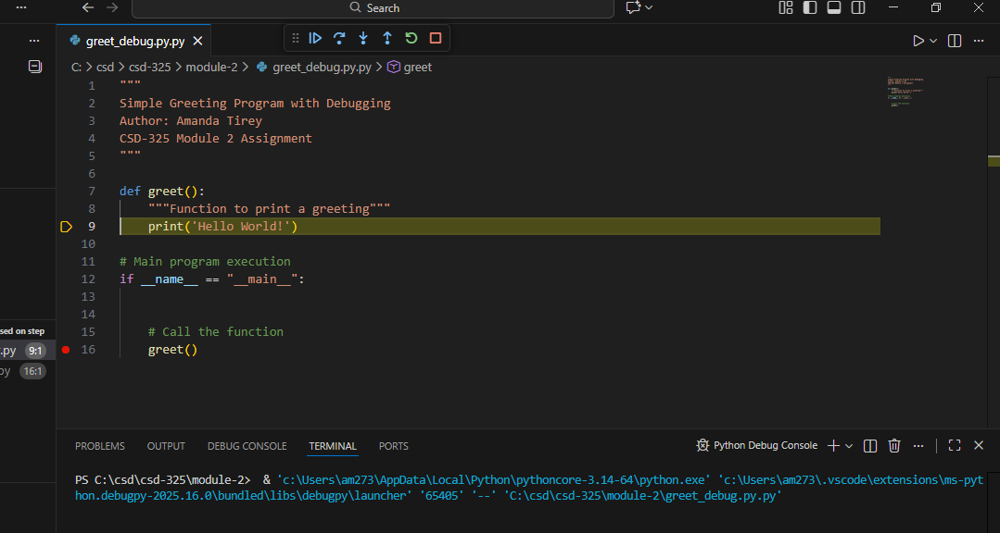 Search
greet_debug.py.py
C: > csd > csd-325 > module-2 > greet_debug.py.py > greet
1 """
2 Simple Greeting Program with Debugging
3 Author: Amanda Tirey
4 CSD-325 Module 2 Assignment
5 """
6
7 def greet():
8 """Function to print a greeting"""
9 print('Hello World!')
10
11 # Main program execution
12 if __name__ == "__main__":
13
14
15 # Call the function
16 greet()
sed on step
.py 9:1
py 16:1
PROBLEMS OUTPUT DEBUG CONSOLE TERMINAL PORTS Python Debug Console
PS C:\csd\csd-325\module-2> & 'c:\Users\am273\AppData\Local\Python\pythoncore-3.14-64\python.exe' 'c:\Users\am273\.vscode\extensions\ms-pyt
hon.debugpy-2025.16.0\bundled\libs\debugpy\launcher' '65405' '--' 'C:\csd\csd-325\module-2\greet_debug.py.py'